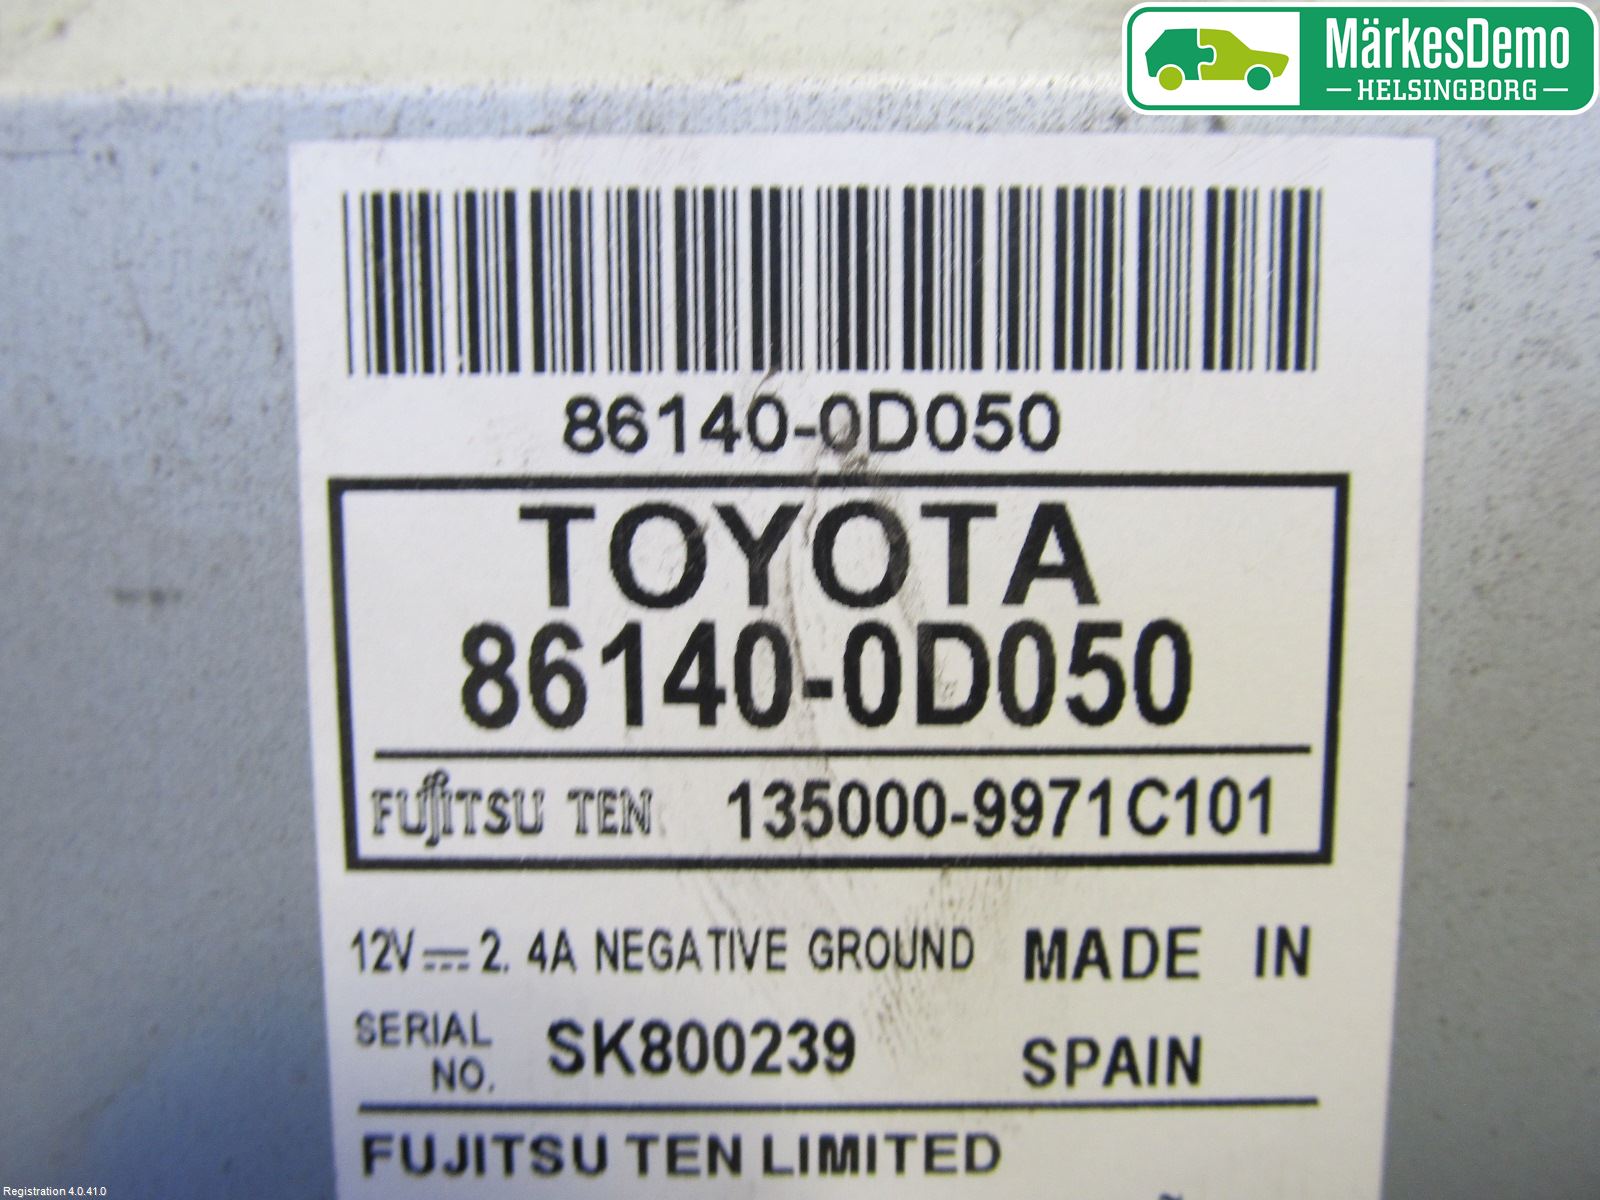 MärkesDemo
HELSINGBORG
86140-0D050
TOYOTA
86140-0D050
FUJITSU TEN 135000-9971C101
12V 2. 4A NEGATIVE GROUND MADE IN
SERIAL NO. SK800239 SPAIN
FUJITSU TEN LIMITED
Registration 4.0.41.0